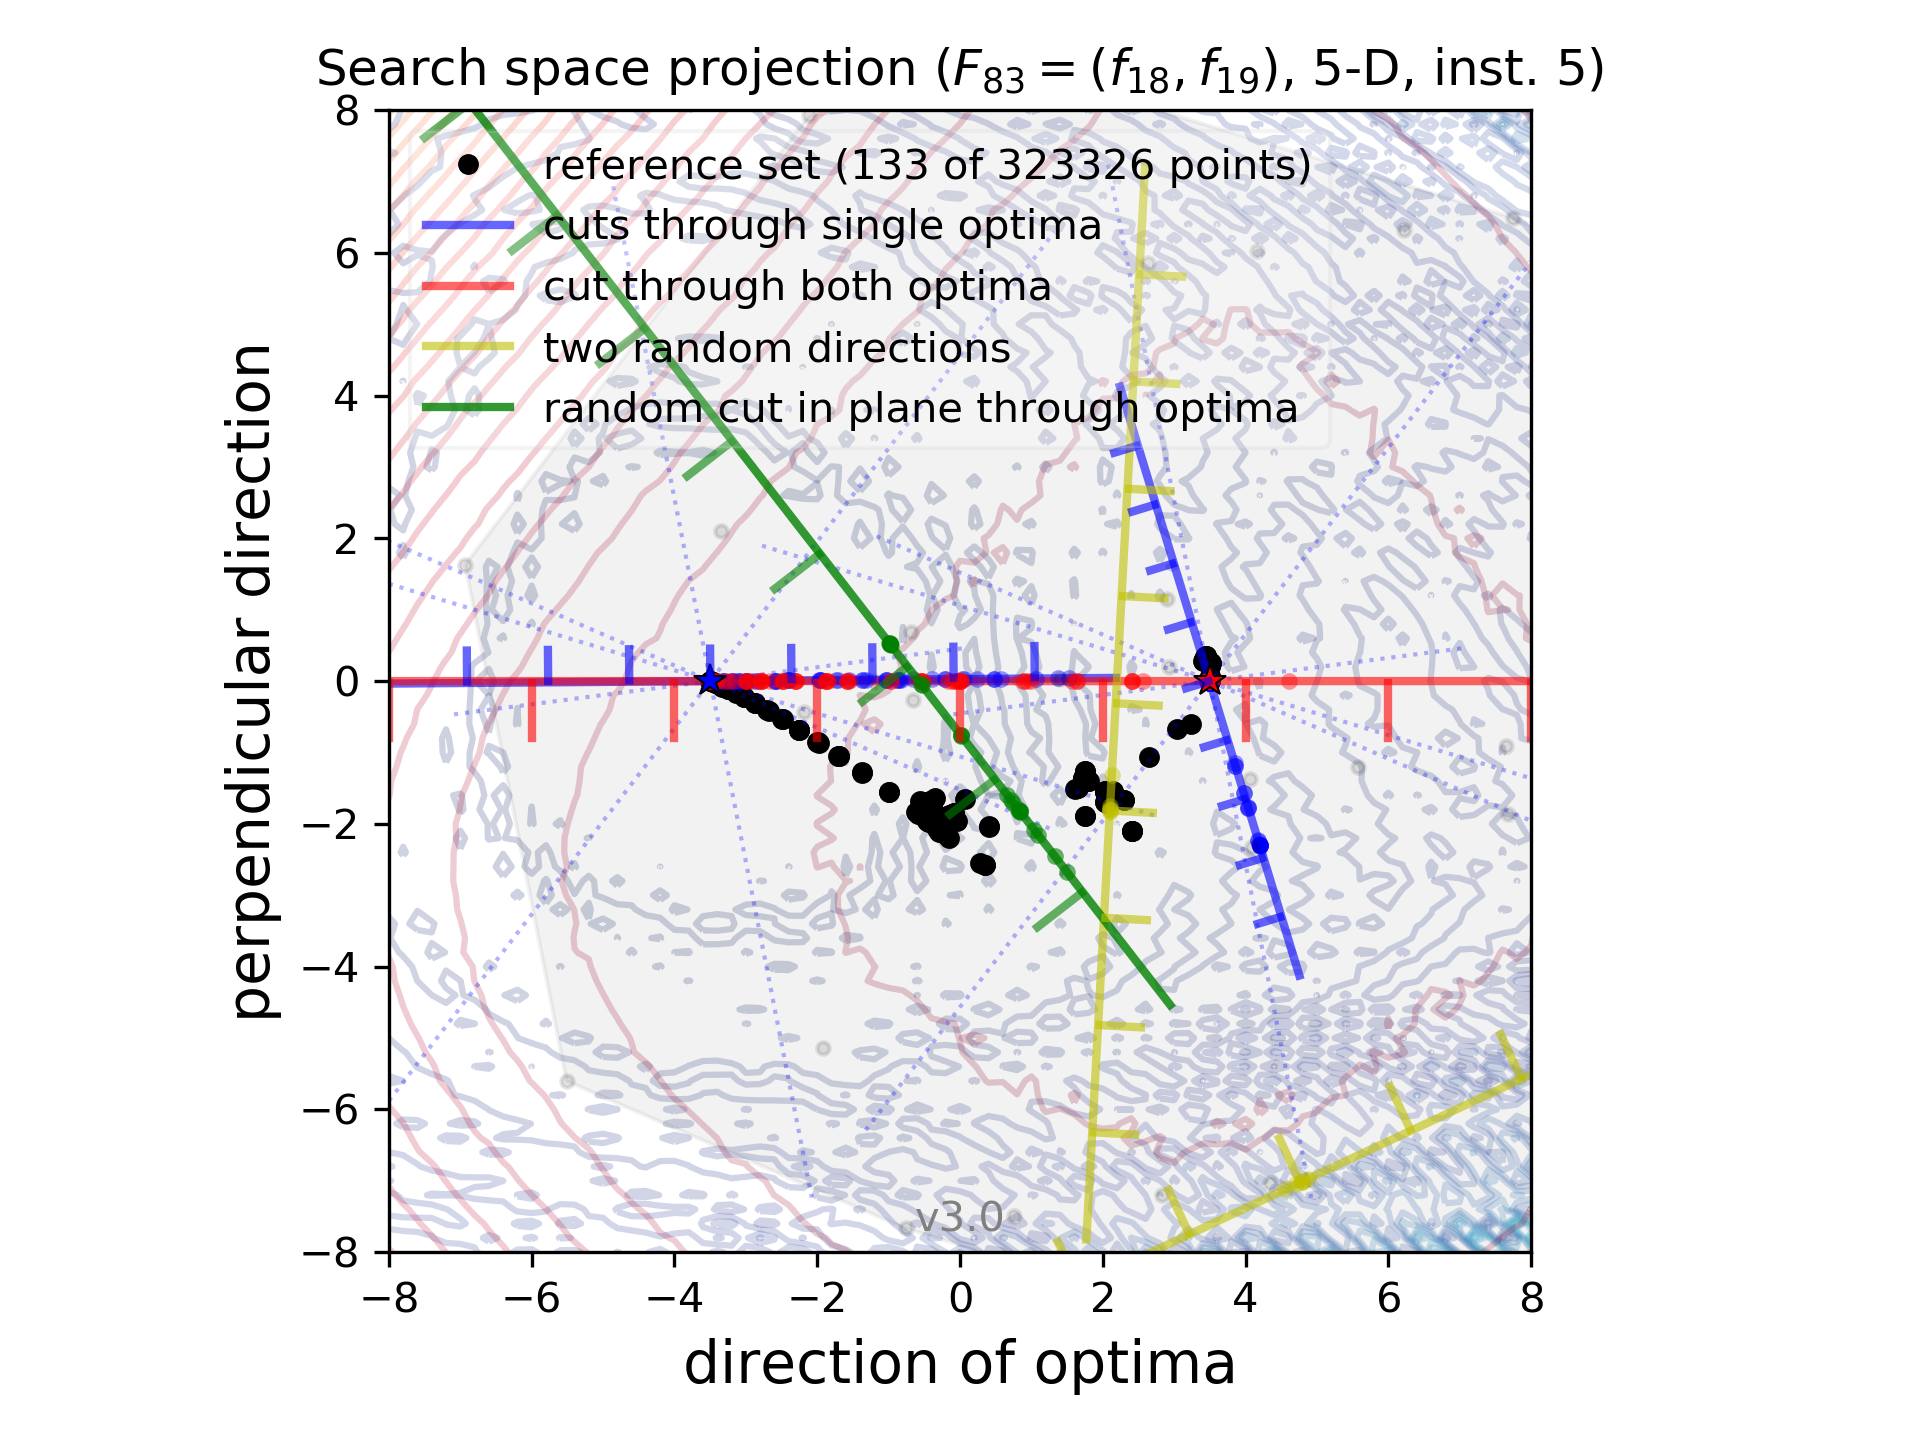 Search space projection (F₈₃ = (f₁₈, f₁₉), 5-D, inst. 5)
reference set (133 of 323326 points)
cuts through single optima
cut through both optima
two random directions
random cut in plane through optima
perpendicular direction
8
6
4
2
0
−2
−4
−6
−8
v3.0
−8 −6 −4 −2 0 2 4 6 8
direction of optima